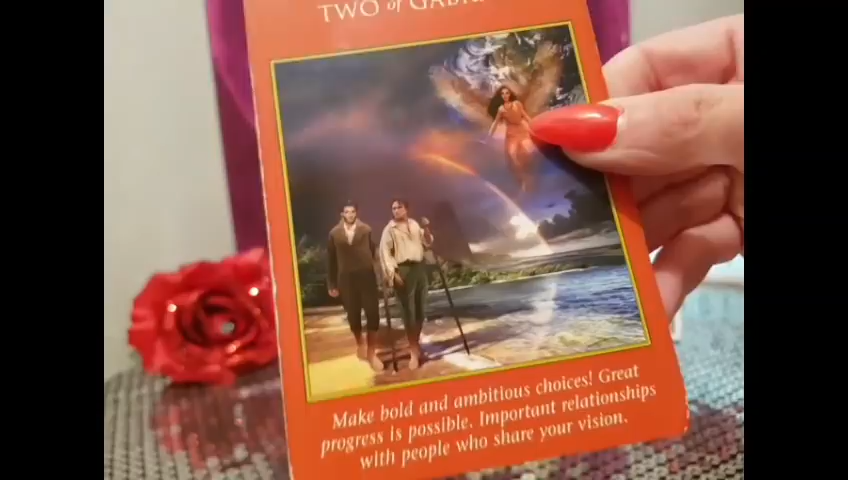 TWO of GABRIEL
Make bold and ambitious choices! Great
progress is possible. Important relationships
with people who share your vision.